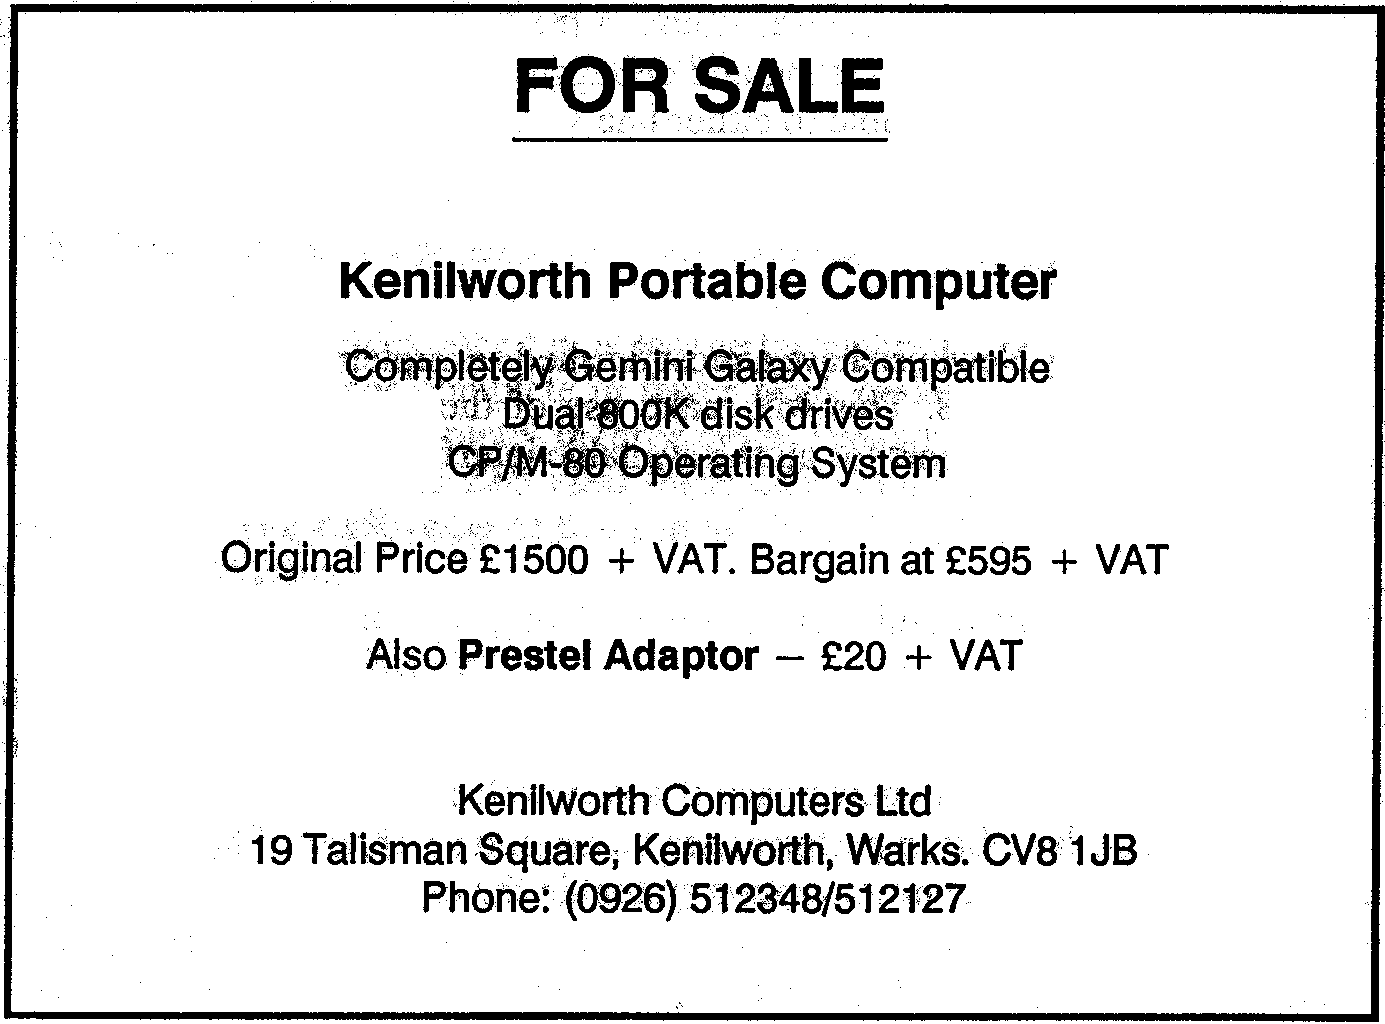 FOR SALE
Kenilworth Portable Computer
Completely Gemini Galaxy Compatible
Dual 800K disk drives
CP/M-80 Operating System
Original Price £1500 + VAT. Bargain at £595 + VAT
Also Prestel Adaptor — £20 + VAT
Kenilworth Computers Ltd
19 Talisman Square, Kenilworth, Warks. CV8 1JB
Phone: (0926) 512348/512127